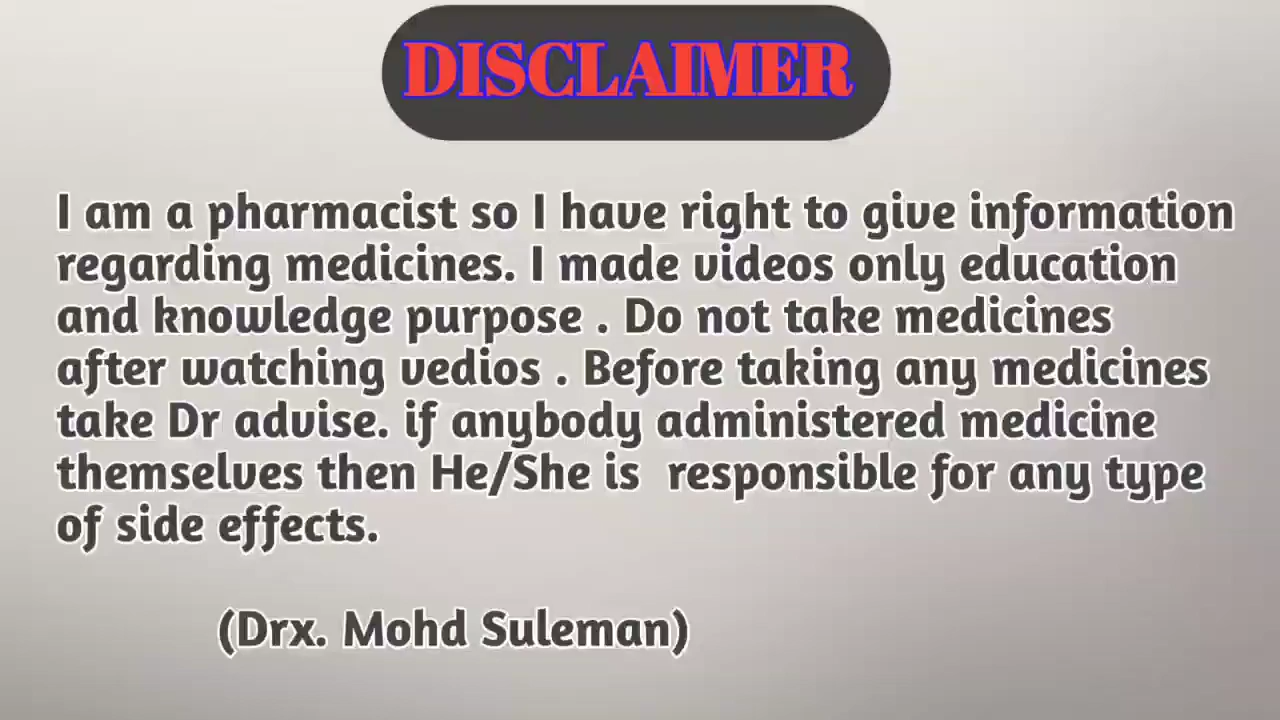 DISCLAIMER
I am a pharmacist so I have right to give information
regarding medicines. I made videos only education
and knowledge purpose . Do not take medicines
after watching vedios . Before taking any medicines
take Dr advise. if anybody administered medicine
themselves then He/She is  responsible for any type
of side effects.
(Drx. Mohd Suleman)